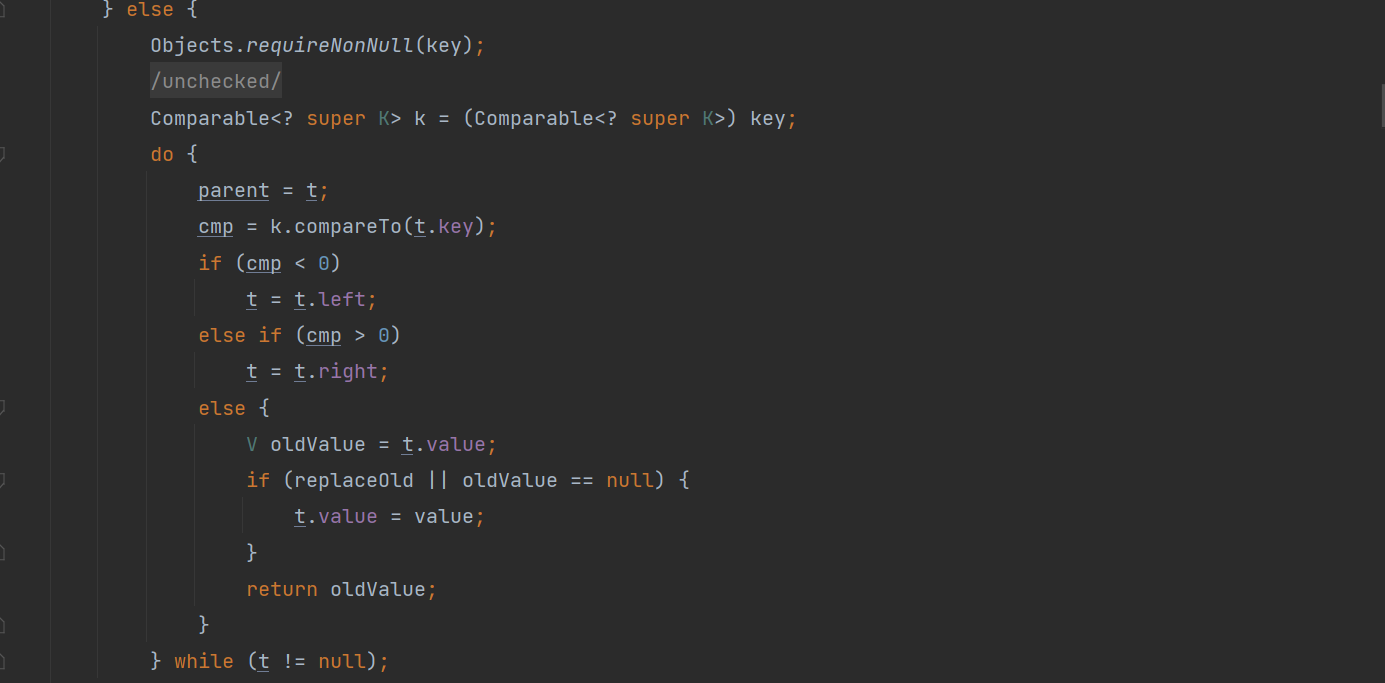 } else {
Objects.requireNonNull(key);
/unchecked/
Comparable<? super K> k = (Comparable<? super K>) key;
do {
parent = t;
cmp = k.compareTo(t.key);
if (cmp < 0)
t = t.left;
else if (cmp > 0)
t = t.right;
else {
V oldValue = t.value;
if (replaceOld || oldValue == null) {
t.value = value;
}
return oldValue;
}
} while (t != null);